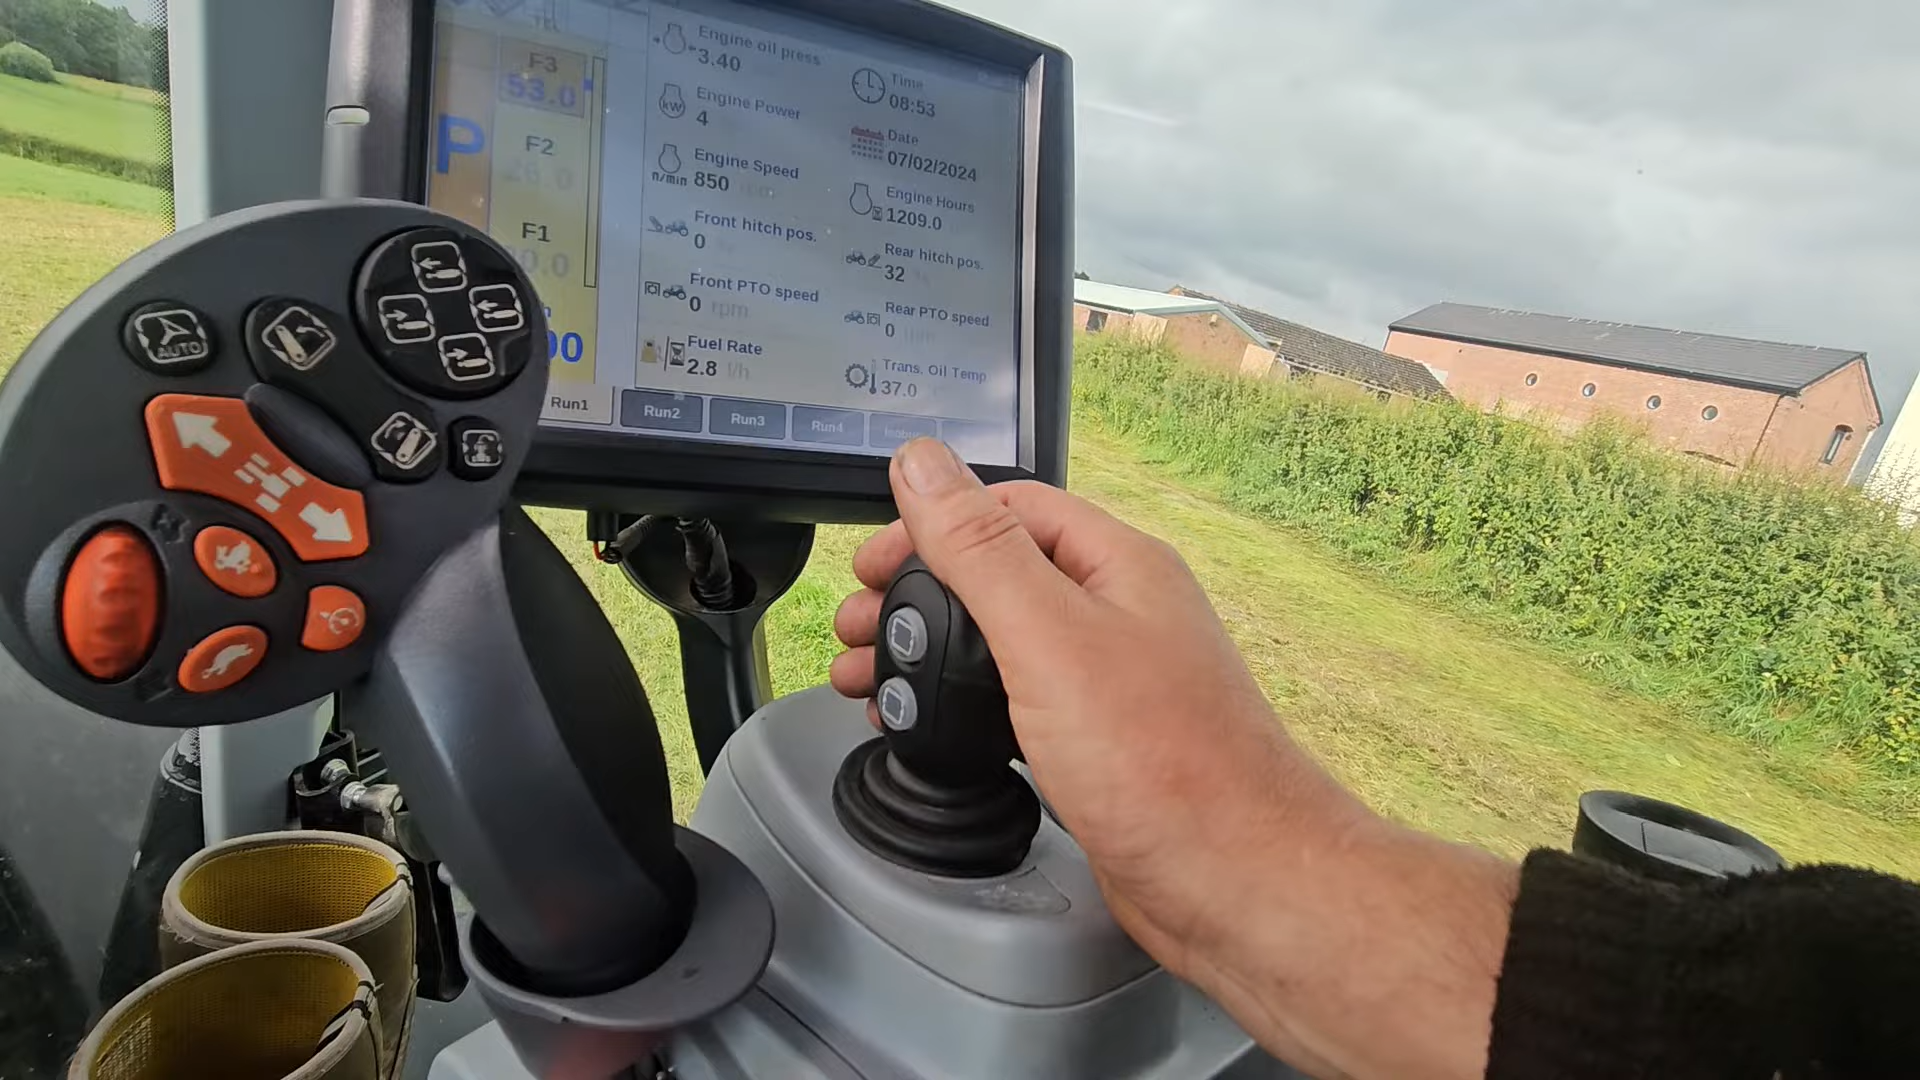 F3
53.0
P
F2
F1
Engine oil press
3.40
Engine Power
kW
4
Engine Speed
n/min
850
Front hitch pos.
0
Front PTO speed
0 rpm
Fuel Rate
2.8 l/h
Time
08:53
Date
07/02/2024
Engine Hours
1209.0
Rear hitch pos.
32
Rear PTO speed
0
Trans. Oil Temp
37.0
Run1
Run2
Run3
Run4
AUTO